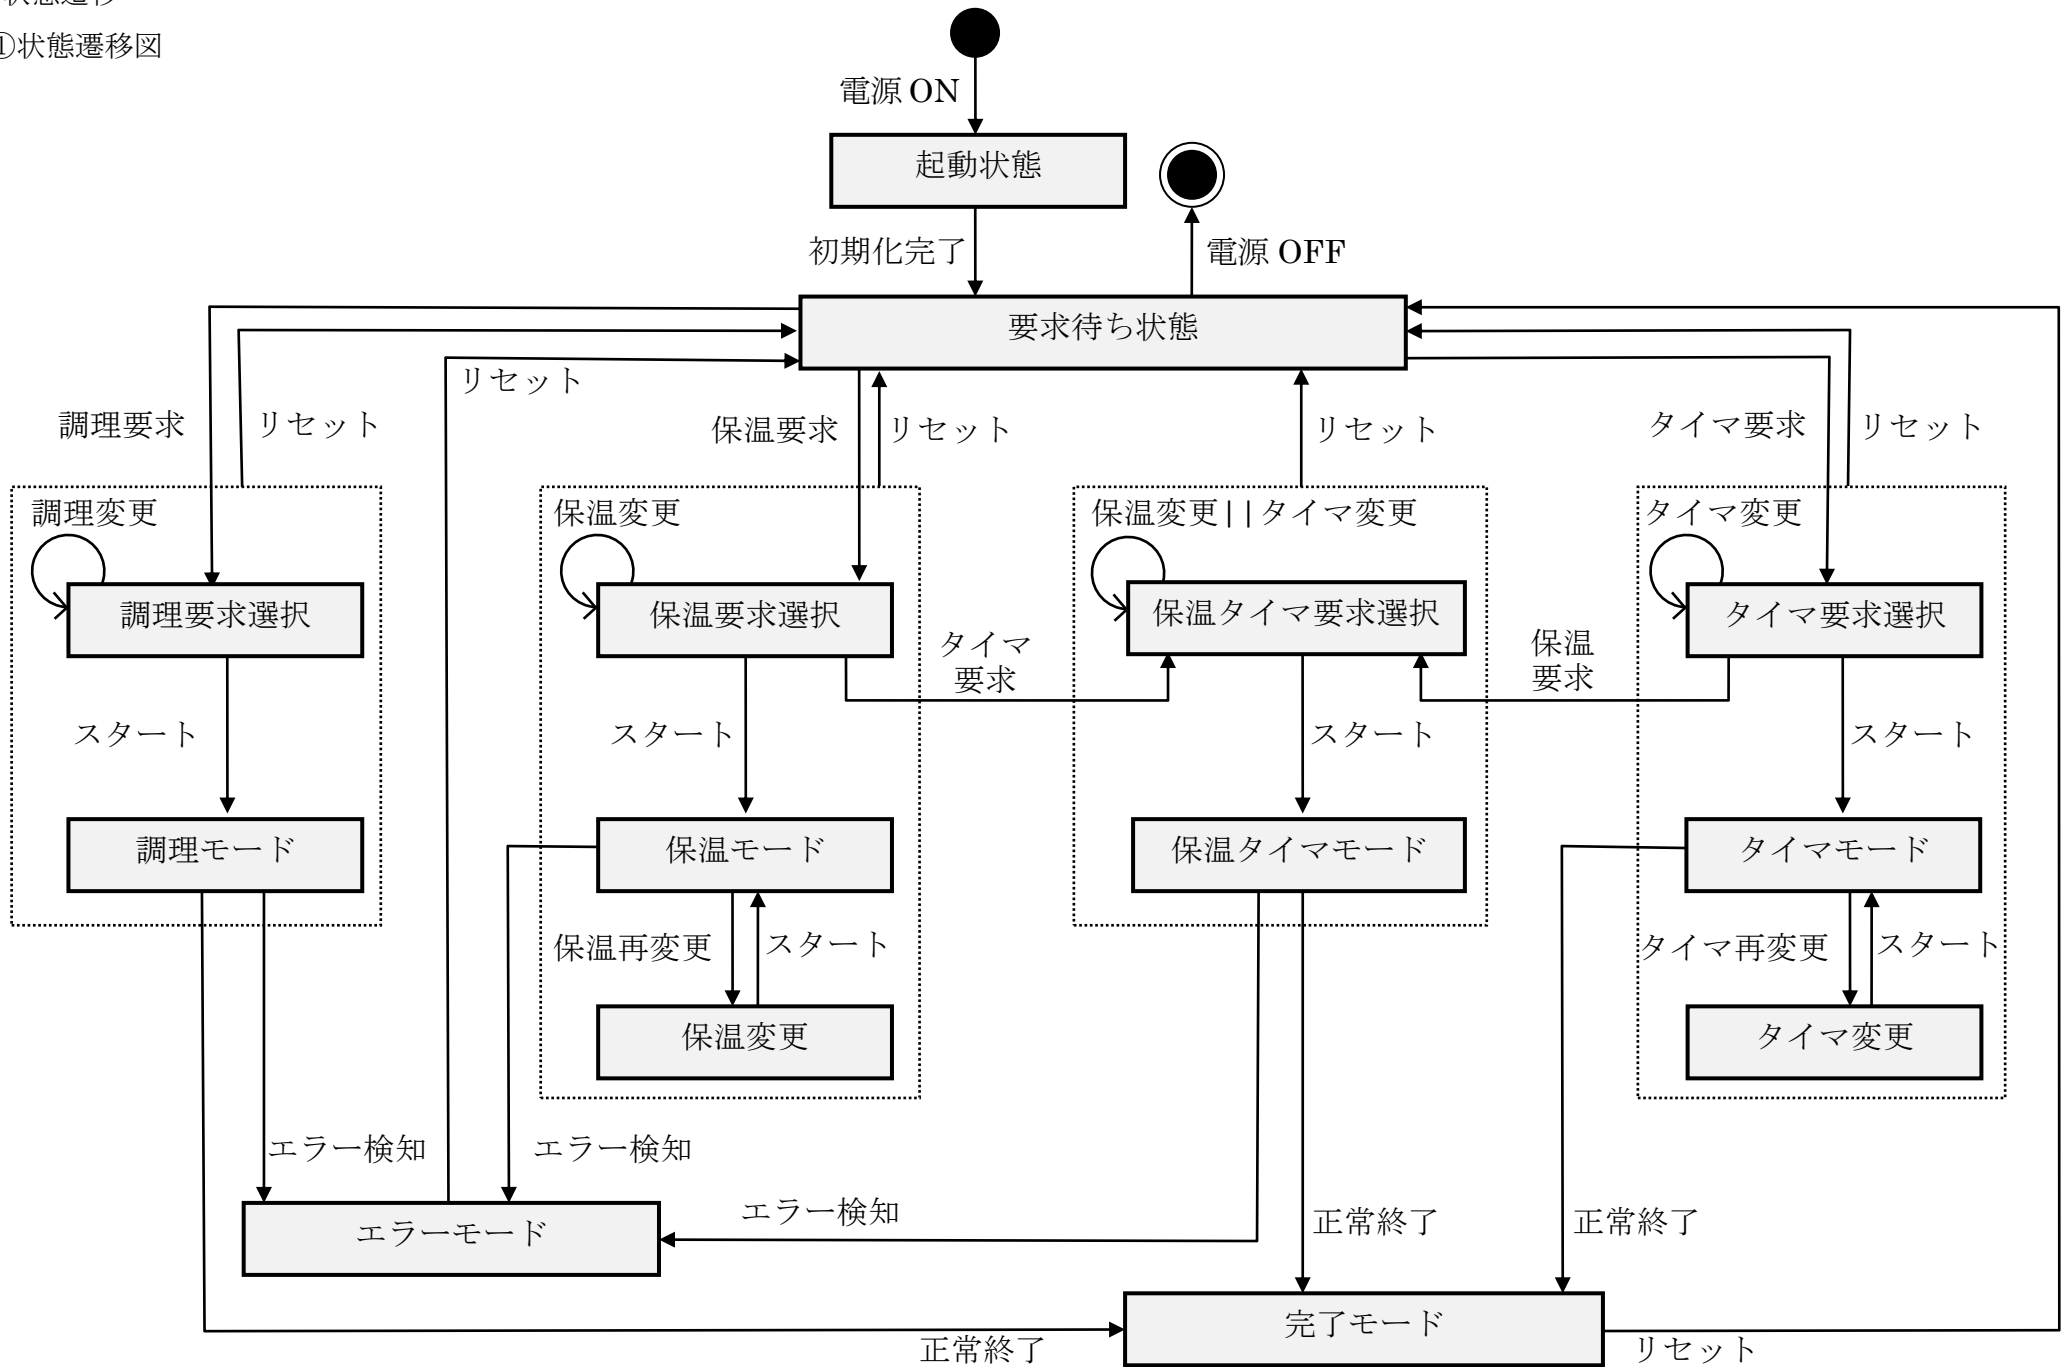 状態遷移
①状態遷移図
電源 ON
起動状態
初期化完了
電源 OFF
要求待ち状態
リセット
調理要求
リセット
保温要求
リセット
リセット
タイマ要求
リセット
調理変更
保温変更
保温変更||タイマ変更
タイマ変更
調理要求選択
保温要求選択
保温タイマ要求選択
タイマ要求選択
タイマ
要求
保温
要求
スタート
スタート
スタート
スタート
調理モード
保温モード
保温タイマモード
タイマモード
保温再変更
スタート
タイマ再変更
スタート
保温変更
タイマ変更
エラー検知
エラー検知
エラーモード
エラー検知
正常終了
正常終了
完了モード
正常終了
リセット